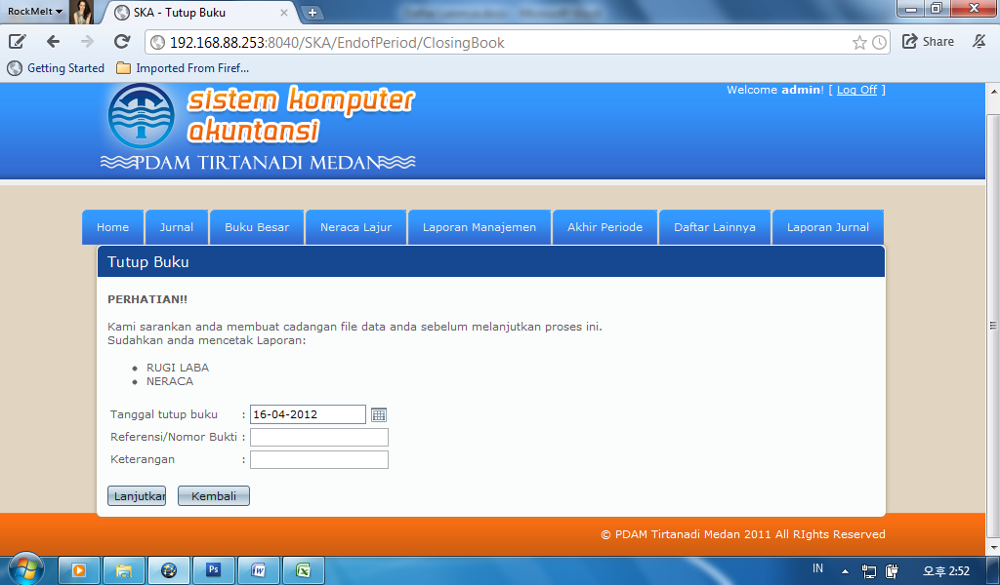 RockMelt
SKA - Tutup Buku
192.168.88.253:8040/SKA/EndofPeriod/ClosingBook
Share
Getting Started
Imported From Firef...
sistem komputer
akuntansi
PDAM TIRTANADI MEDAN
Welcome admin! [ Log Off ]
Home
Jurnal
Buku Besar
Neraca Lajur
Laporan Manajemen
Akhir Periode
Daftar Lainnya
Laporan Jurnal
Tutup Buku
PERHATIAN!!
Kami sarankan anda membuat cadangan file data anda sebelum melanjutkan proses ini.
Sudahkan anda mencetak Laporan:
• RUGI LABA
• NERACA
Tanggal tutup buku : 16-04-2012
Referensi/Nomor Bukti :
Keterangan :
Lanjutkan
Kembali
© PDAM Tirtanadi Medan 2011 All RIghts Reserved
Ps
W
X
IN
오후 2:52